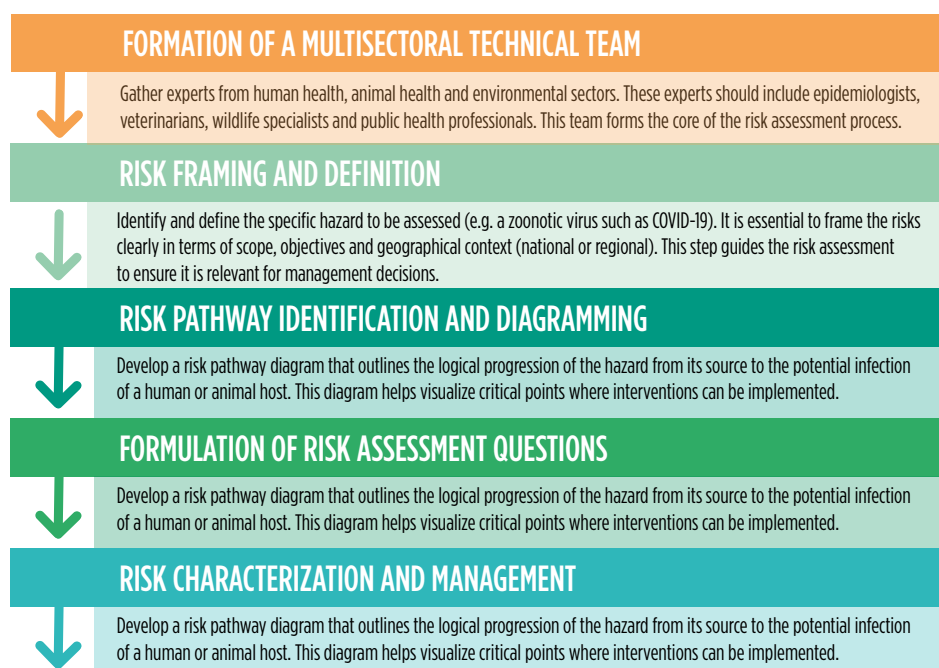 FORMATION OF A MULTISECTORAL TECHNICAL TEAM
Gather experts from human health, animal health and environmental sectors. These experts should include epidemiologists,
veterinarians, wildlife specialists and public health professionals. This team forms the core of the risk assessment process.
RISK FRAMING AND DEFINITION
Identify and define the specific hazard to be assessed (e.g. a zoonotic virus such as COVID-19). It is essential to frame the risks
clearly in terms of scope, objectives and geographical context (national or regional). This step guides the risk assessment
to ensure it is relevant for management decisions.
RISK PATHWAY IDENTIFICATION AND DIAGRAMMING
Develop a risk pathway diagram that outlines the logical progression of the hazard from its source to the potential infection
of a human or animal host. This diagram helps visualize critical points where interventions can be implemented.
FORMULATION OF RISK ASSESSMENT QUESTIONS
Develop a risk pathway diagram that outlines the logical progression of the hazard from its source to the potential infection
of a human or animal host. This diagram helps visualize critical points where interventions can be implemented.
RISK CHARACTERIZATION AND MANAGEMENT
Develop a risk pathway diagram that outlines the logical progression of the hazard from its source to the potential infection
of a human or animal host. This diagram helps visualize critical points where interventions can be implemented.